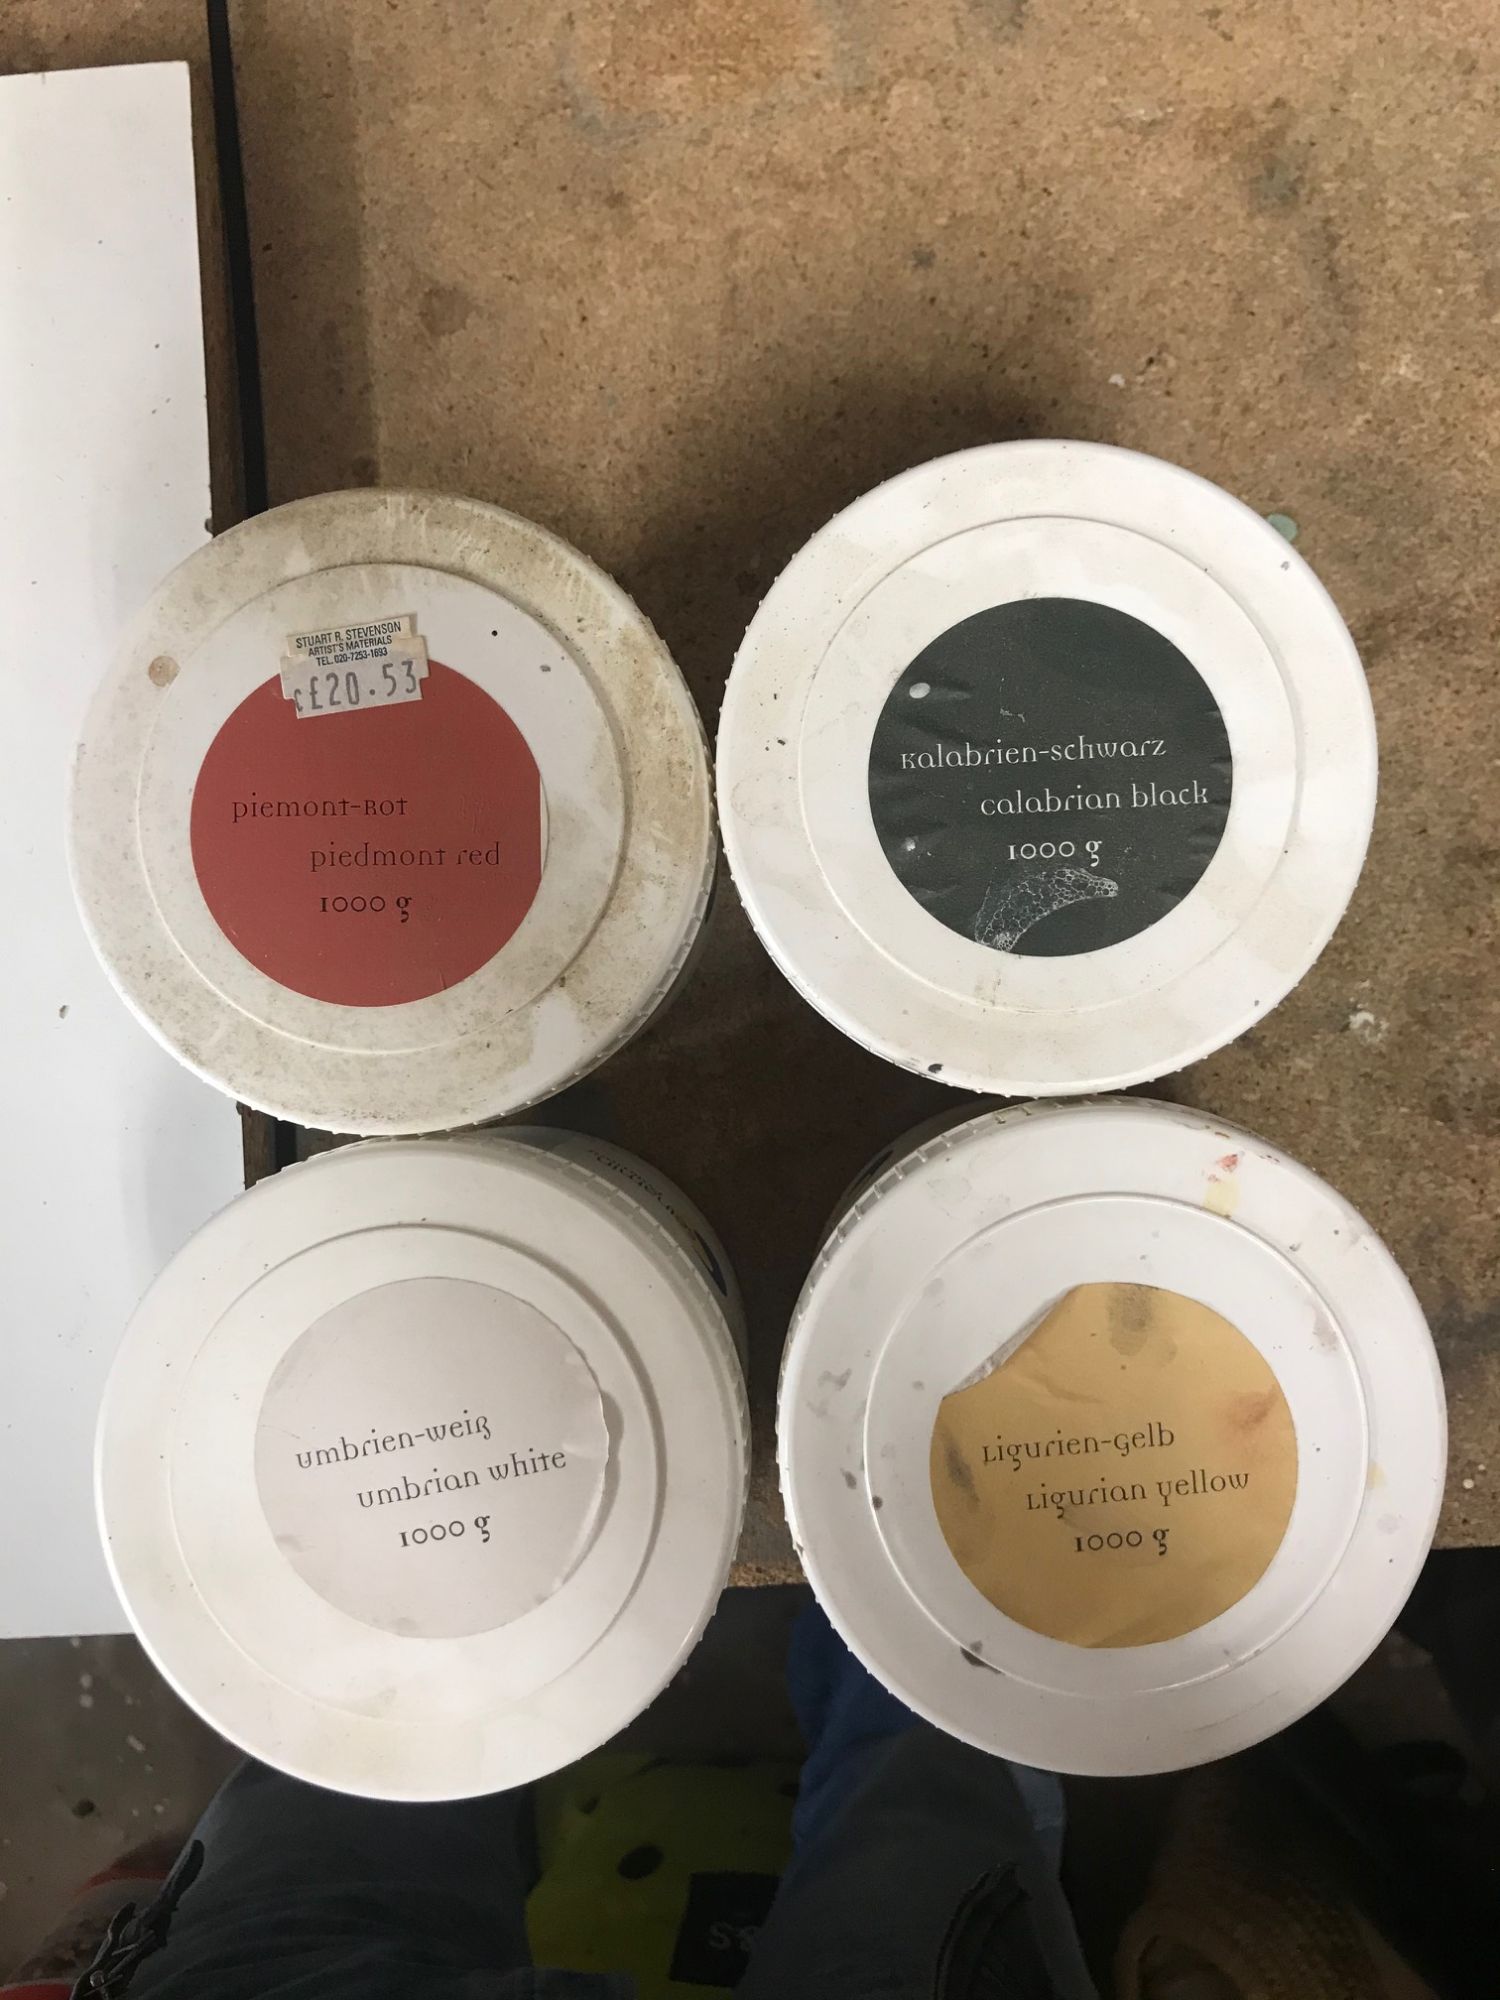 STUART R. STEVENSON
ARTIST'S MATERIALS
TEL. 020-7253-1693
£20.53
Piemont-Rot
Piedmont Red
1000 g
Kalabrien-Schwarz
Calabrian Black
1000 g
Umbrien-Weiß
Umbrian White
1000 g
Ligurien-Gelb
Ligurian Yellow
1000 g